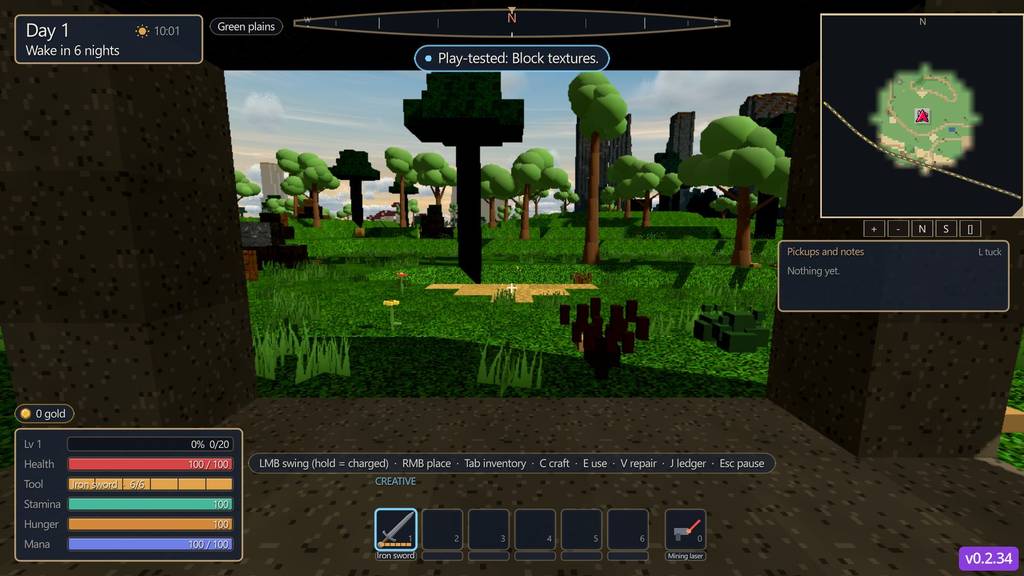 Day 1
10:01
Wake in 6 nights
Green plains
W
N
E
Play-tested: Block textures.
N
+ - N S []
Pickups and notes
L tuck
Nothing yet.
0 gold
Lv 1 0% 0/20
Health 100 / 100
Tool Iron sword 6/6
Stamina 100
Hunger 100
Mana 100 / 100
LMB swing (hold = charged) · RMB place · Tab inventory · C craft · E use · V repair · J ledger · Esc pause
CREATIVE
1 2 3 4 5 6 0
Iron sword
Mining laser
v0.2.34